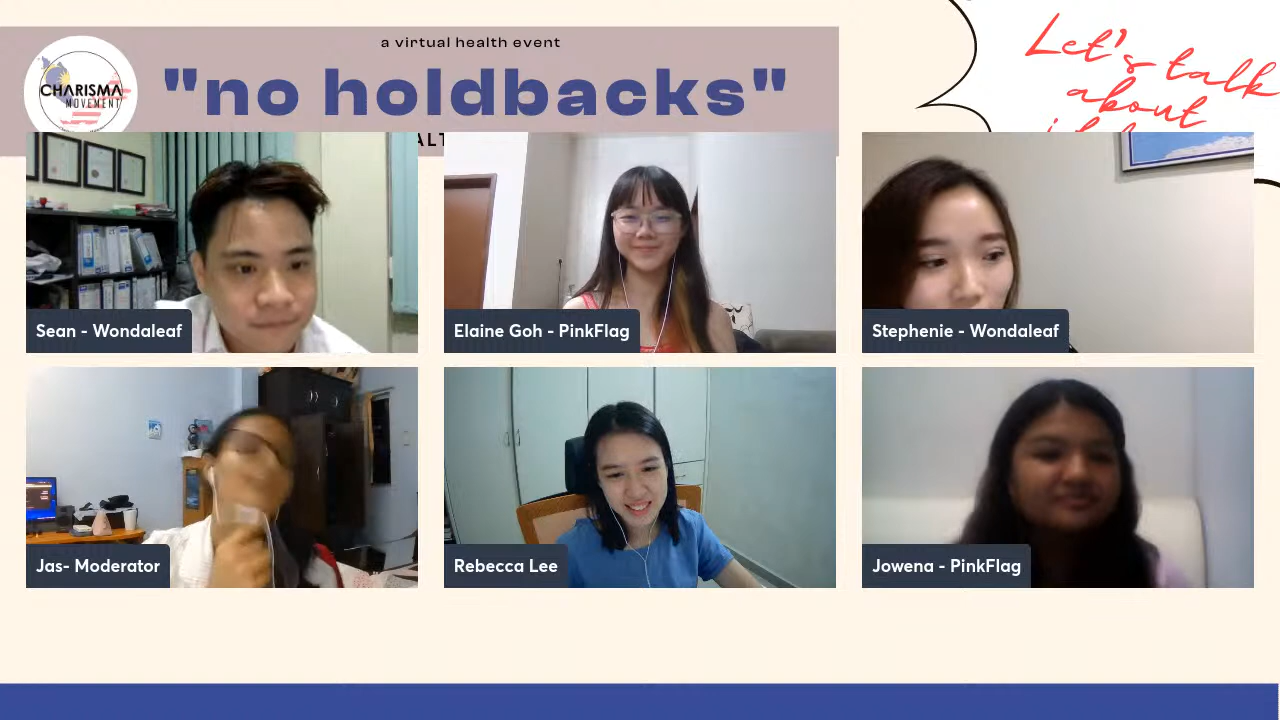 a virtual health event
"no holdbacks"
CHARISMA
MOVEMENT
Let's talk
about
Sean - Wondaleaf
Elaine Goh - PinkFlag
Stephenie - Wondaleaf
Jas- Moderator
Rebecca Lee
Jowena - PinkFlag